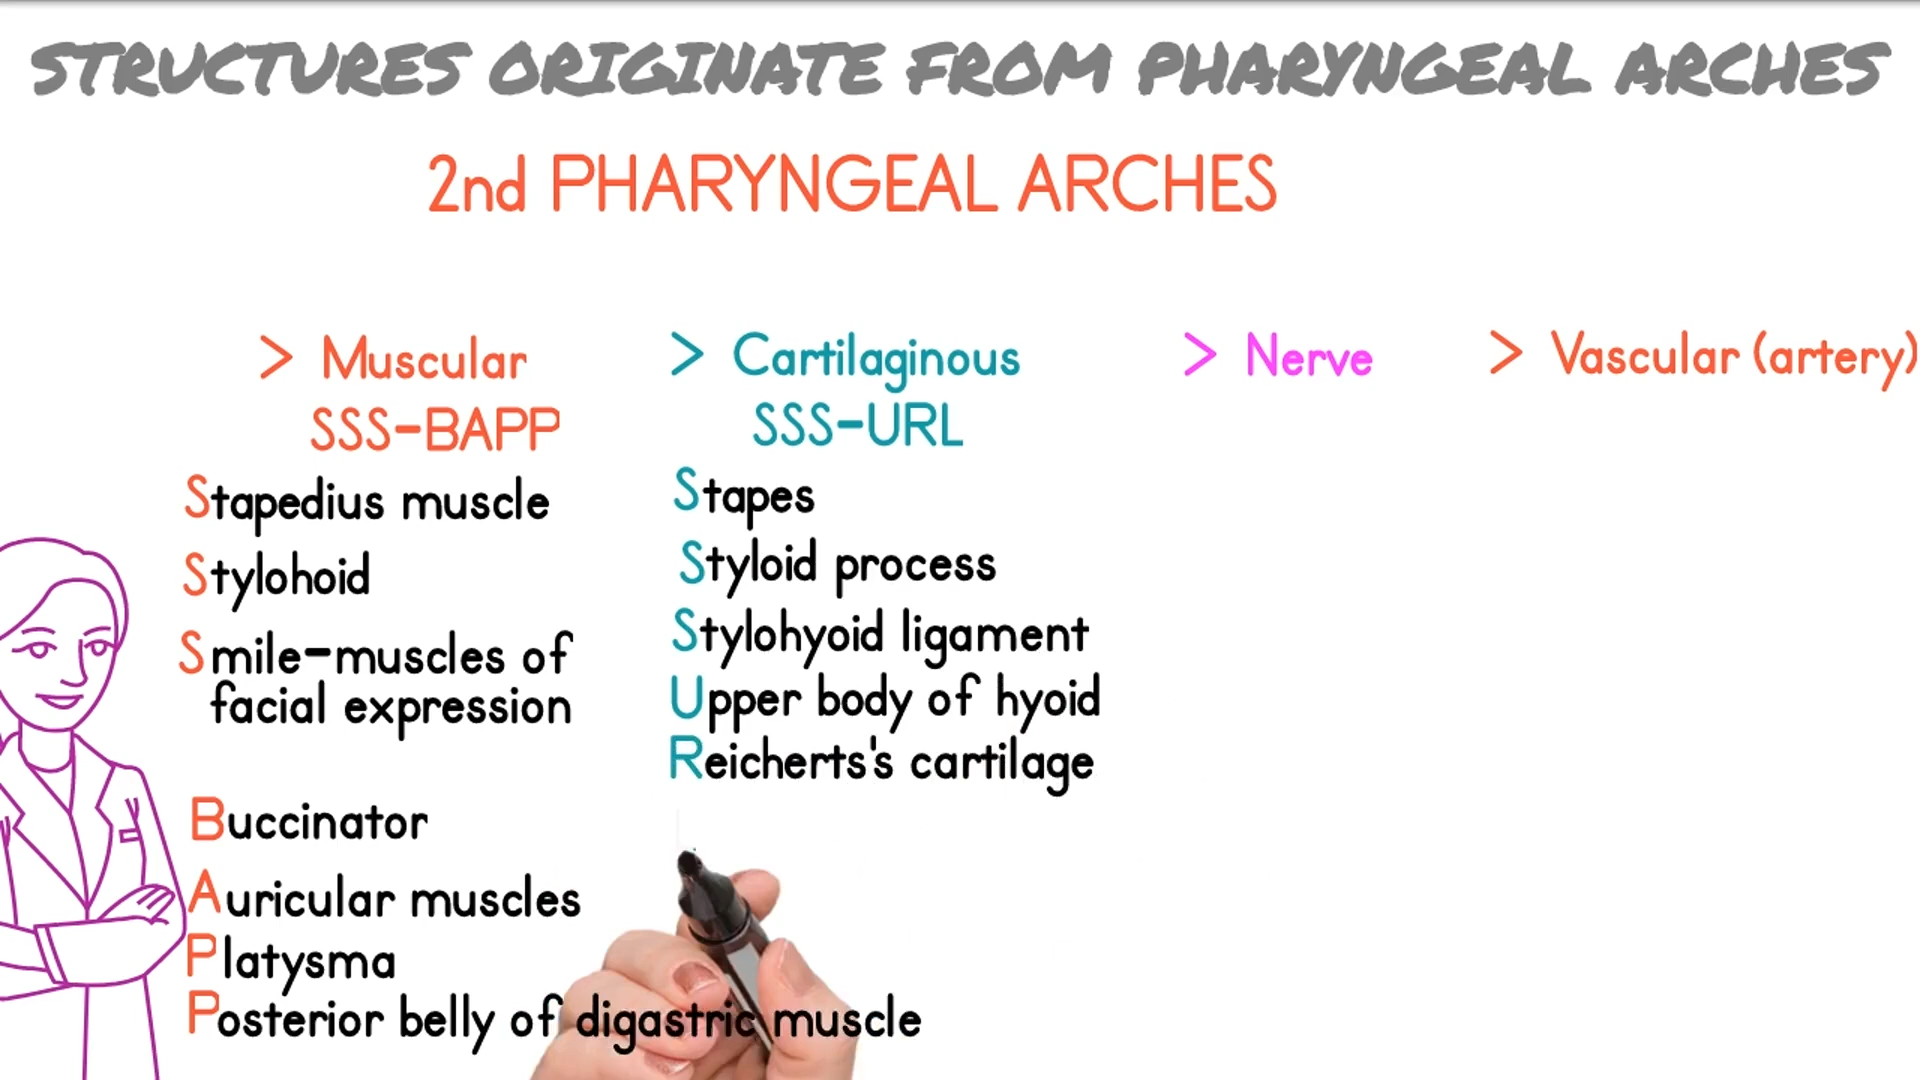 STRUCTURES ORIGINATE FROM PHARYNGEAL ARCHES
2nd PHARYNGEAL ARCHES
> Muscular
SSS-BAPP
Stapedius muscle
Stylohoid
Smile-muscles of
facial expression
Buccinator
Auricular muscles
Platysma
Posterior belly of digastric muscle
> Cartilaginous
SSS-URL
Stapes
Styloid process
Stylohyoid ligament
Upper body of hyoid
Reicherts's cartilage
> Nerve
> Vascular (artery)